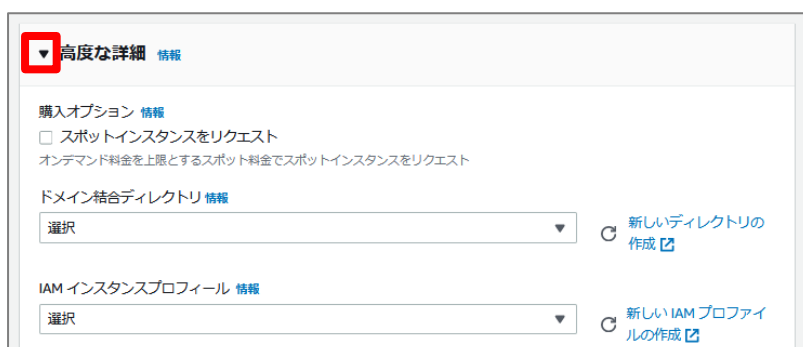 ▼ 高度な詳細 情報
購入オプション 情報
スポットインスタンスをリクエスト
オンデマンド料金を上限とするスポット料金でスポットインスタンスをリクエスト
ドメイン結合ディレクトリ 情報
選択
新しいディレクトリの
作成
IAM インスタンスプロフィール 情報
選択
新しい IAM プロファイ
ルの作成